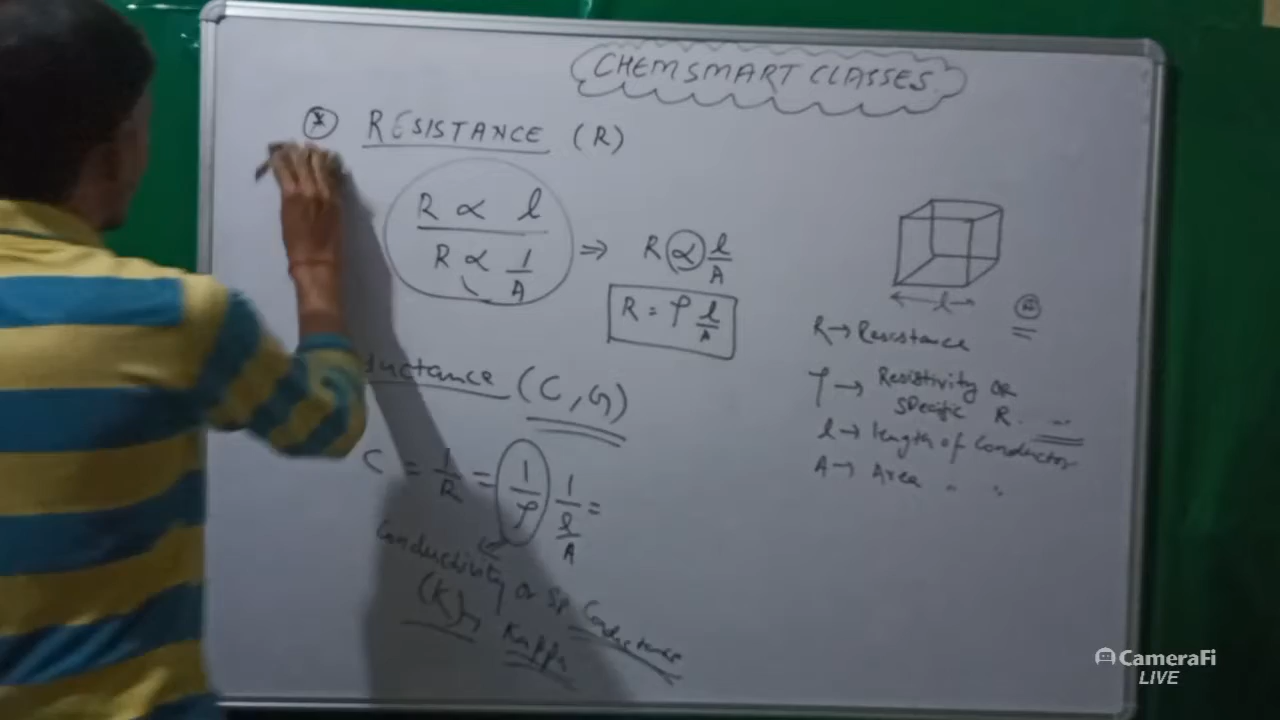 CHEMSMART CLASSES
RESISTANCE (R)
R ∝ l
R ∝ 1/A
⇒ R ∝ l/A
R = ρ l/A
l
R → Resistance
ρ → Resistivity or
specific R.
l → length of conductor
A → Area " "
ductance (C, G)
C = 1/R = 1/ρ 1/(l/A) =
Conductivity or Sp. Conductance
(K) → Kappa
CameraFi
LIVE